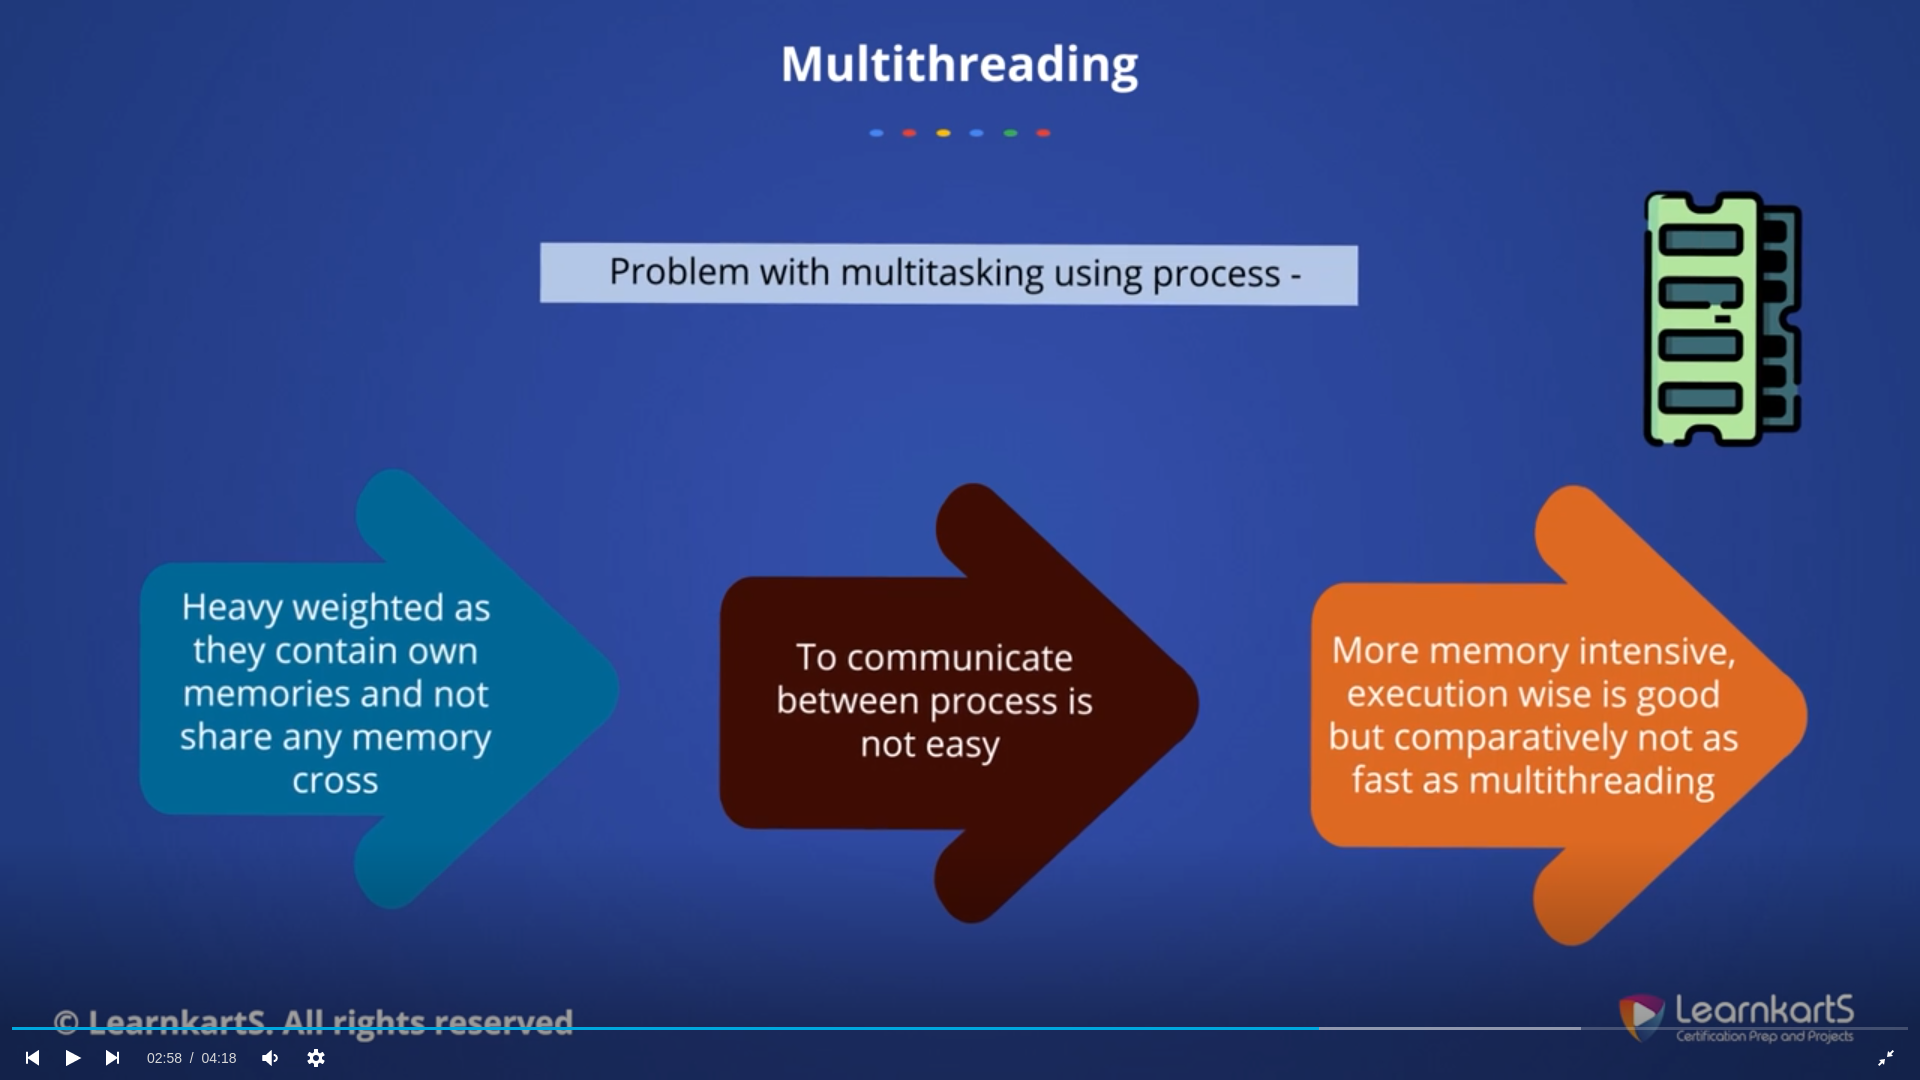 Multithreading
Problem with multitasking using process -
Heavy weighted as
they contain own
memories and not
share any memory
cross
To communicate
between process is
not easy
More memory intensive,
execution wise is good
but comparatively not as
fast as multithreading
© LearnkartS. All rights reserved
LearnkartS
Certification Prep and Projects
02:58 / 04:18